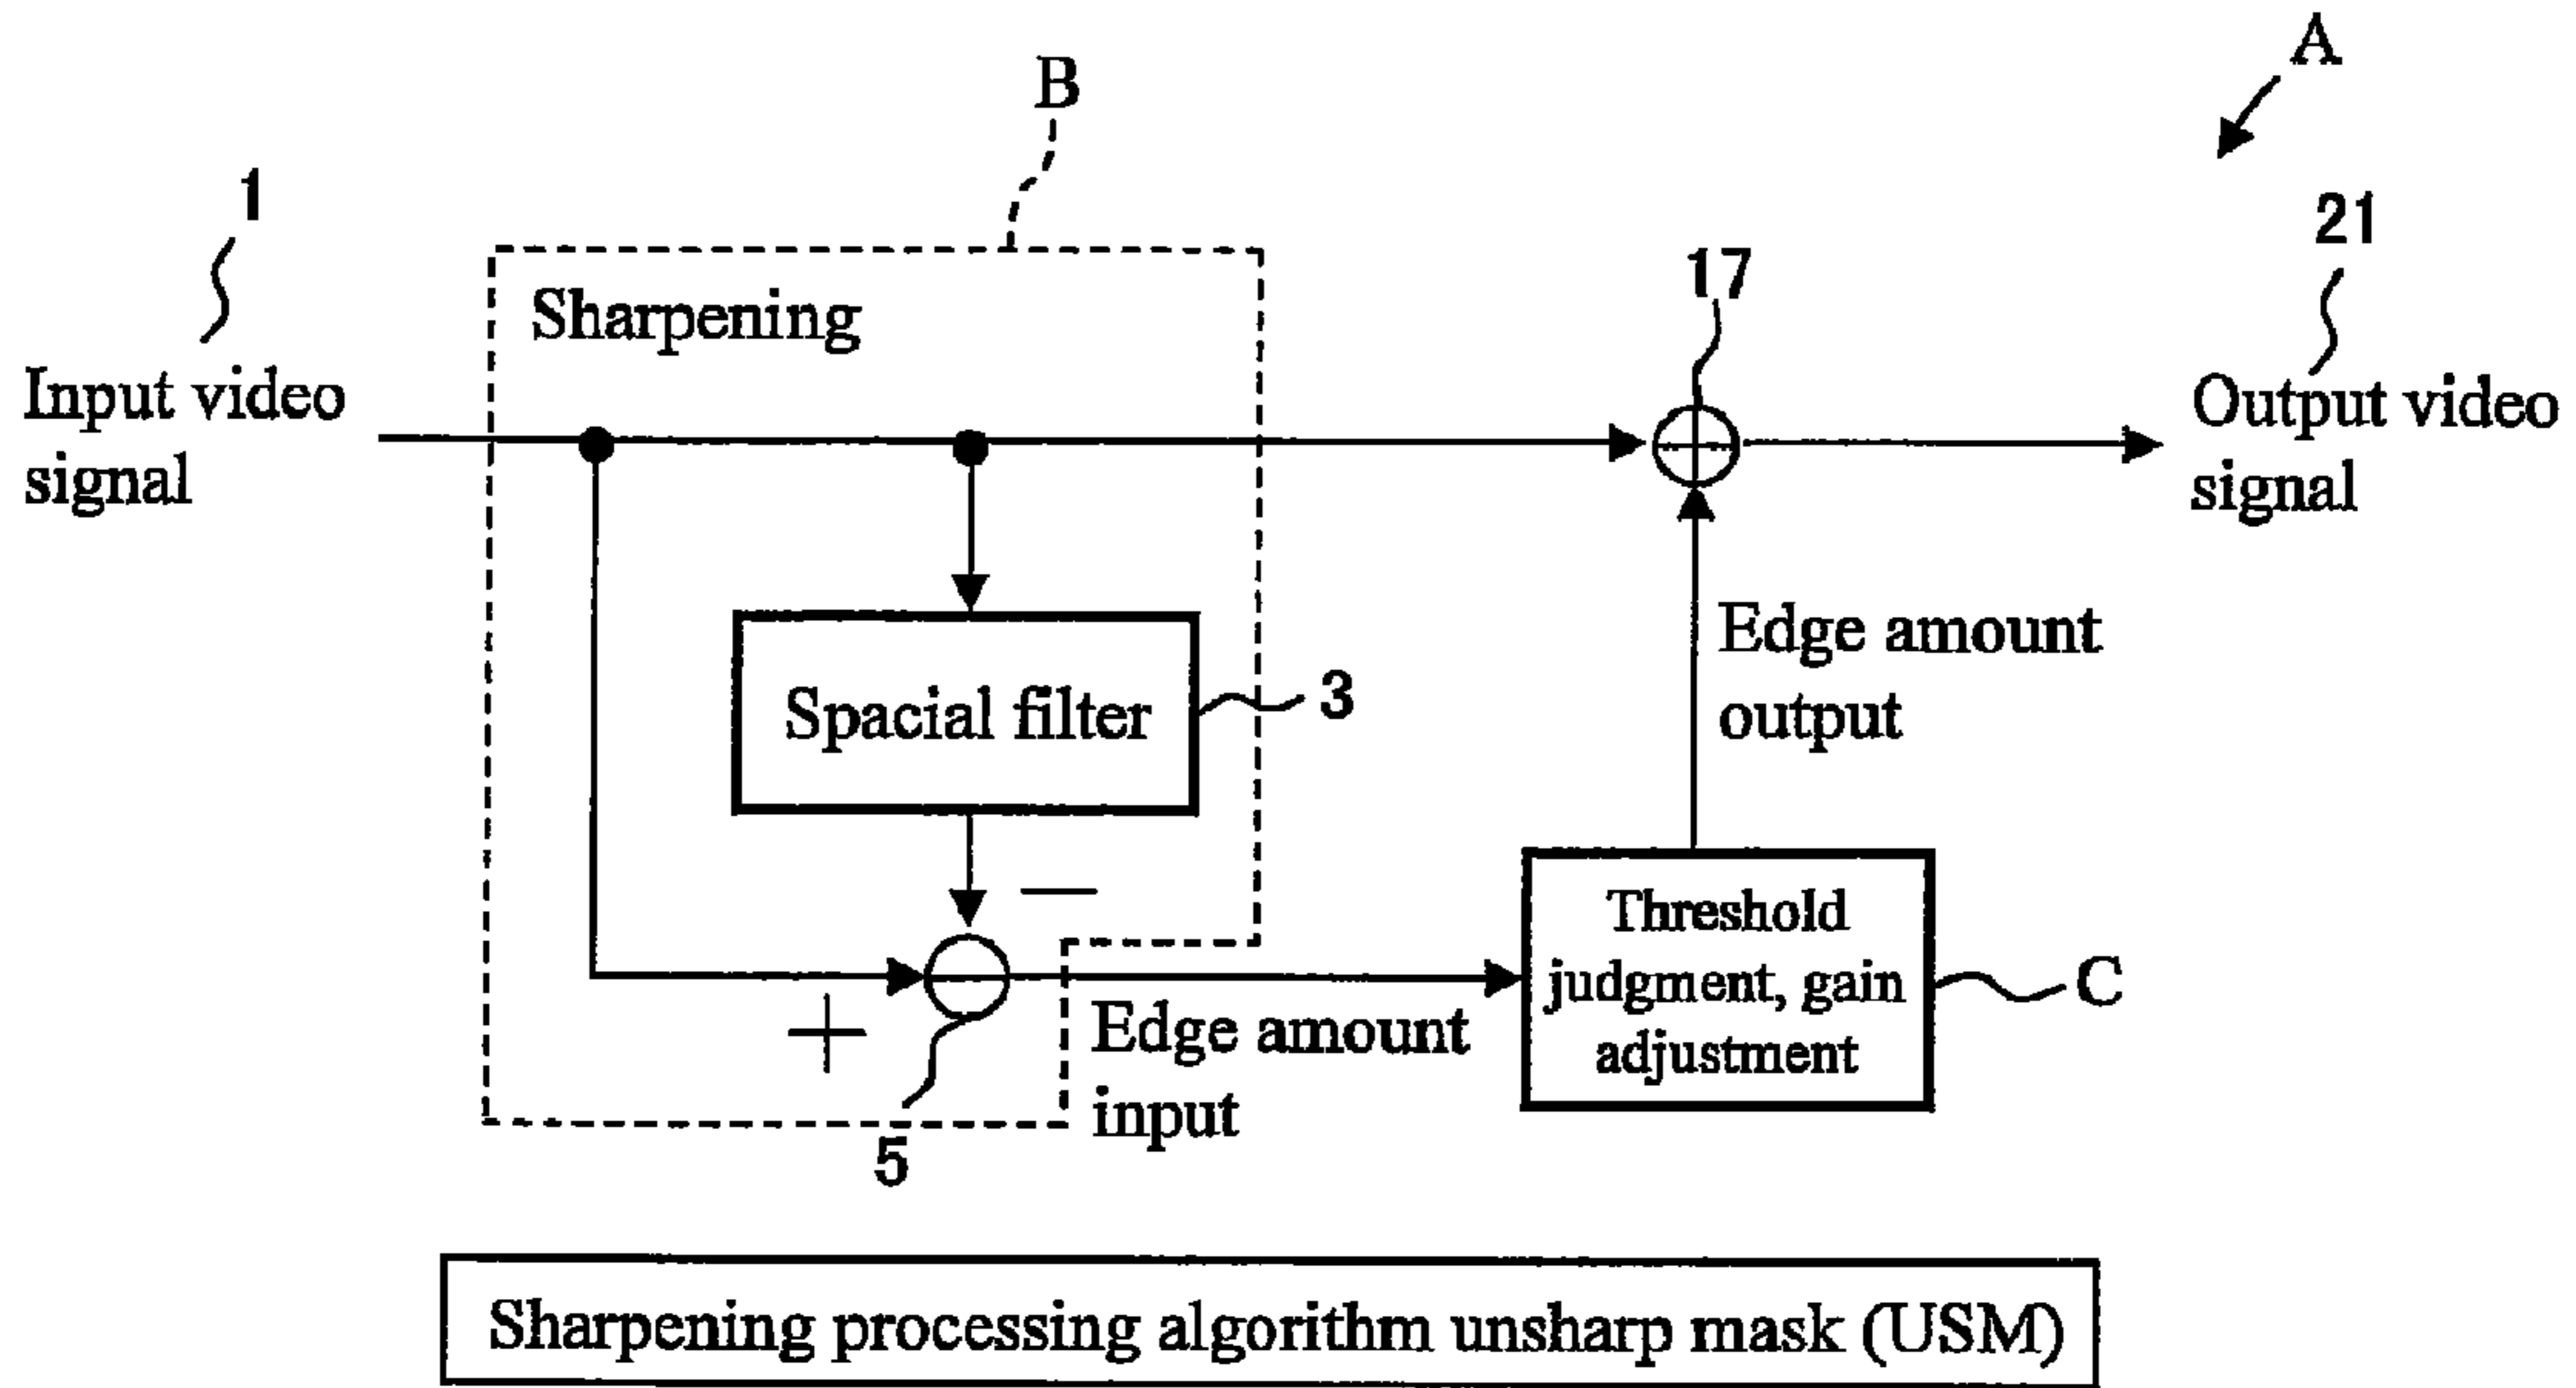 A
B
1
21
17
Sharpening
Input video
signal
Output video
signal
Edge amount
output
Spacial filter
3
−
Threshold
judgment, gain
adjustment
C
+
Edge amount
input
5
Sharpening processing algorithm unsharp mask (USM)